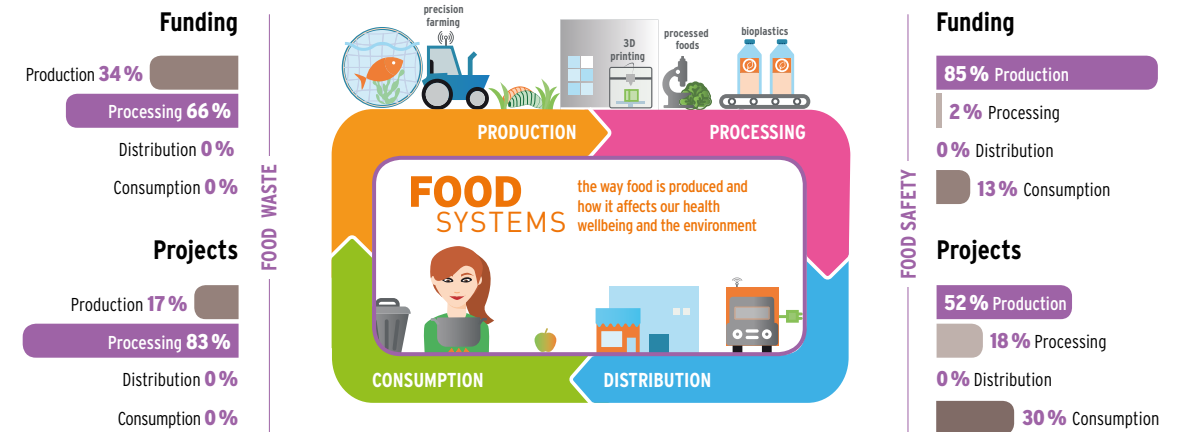 Funding
Production 34 %
Processing 66 %
Distribution 0 %
Consumption 0 %
FOOD WASTE
Projects
Production 17 %
Processing 83 %
Distribution 0 %
Consumption 0 %
precision
farming
3D
printing
processed
foods
bioplastics
PRODUCTION
PROCESSING
FOOD
SYSTEMS
the way food is produced and
how it affects our health
wellbeing and the environment
CONSUMPTION
DISTRIBUTION
Funding
85 % Production
2 % Processing
0 % Distribution
13 % Consumption
FOOD SAFETY
Projects
52 % Production
18 % Processing
0 % Distribution
30 % Consumption